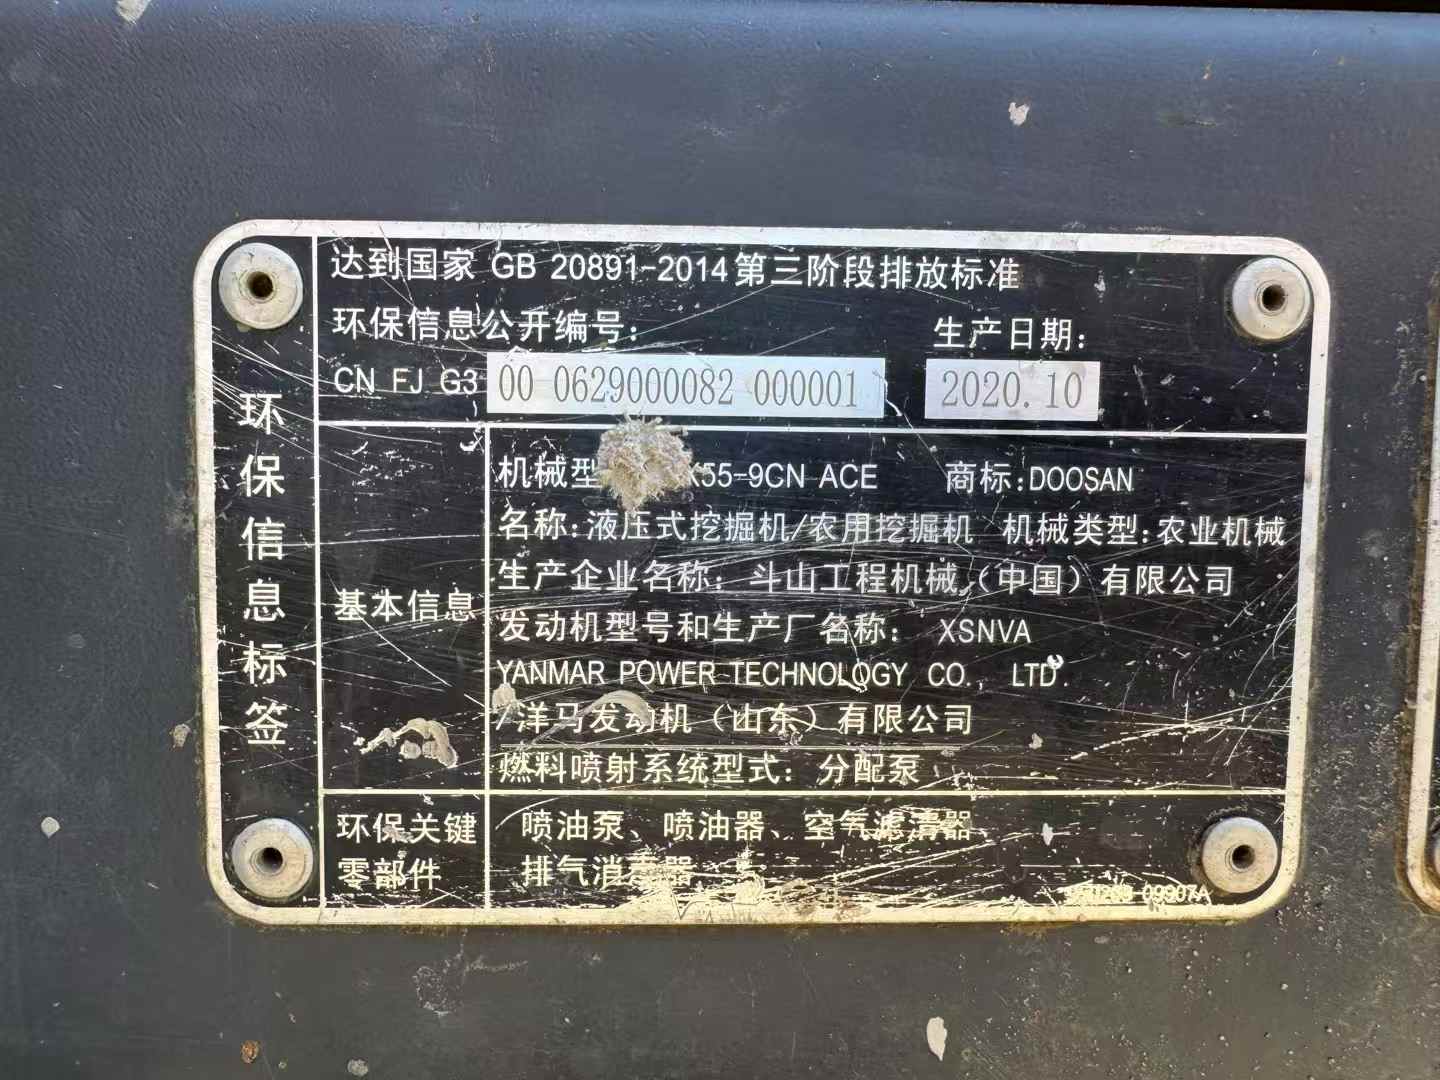 环保信息标签
达到国家 GB 20891-2014第三阶段排放标准
环保信息公开编号: 生产日期:
CN FJ G3 00 0629000082 000001 2020.10
基本信息
机械型 X55-9CN ACE 商标:DOOSAN
名称:液压式挖掘机/农用挖掘机 机械类型:农业机械
生产企业名称: 斗山工程机械(中国)有限公司
发动机型号和生产厂名称: XSNVA
YANMAR POWER TECHNOLOGY CO., LTD.
/洋马发动机(山东)有限公司
燃料喷射系统型式: 分配泵
环保关键
零部件
喷油泵、喷油器、空气滤清器、
排气消声器